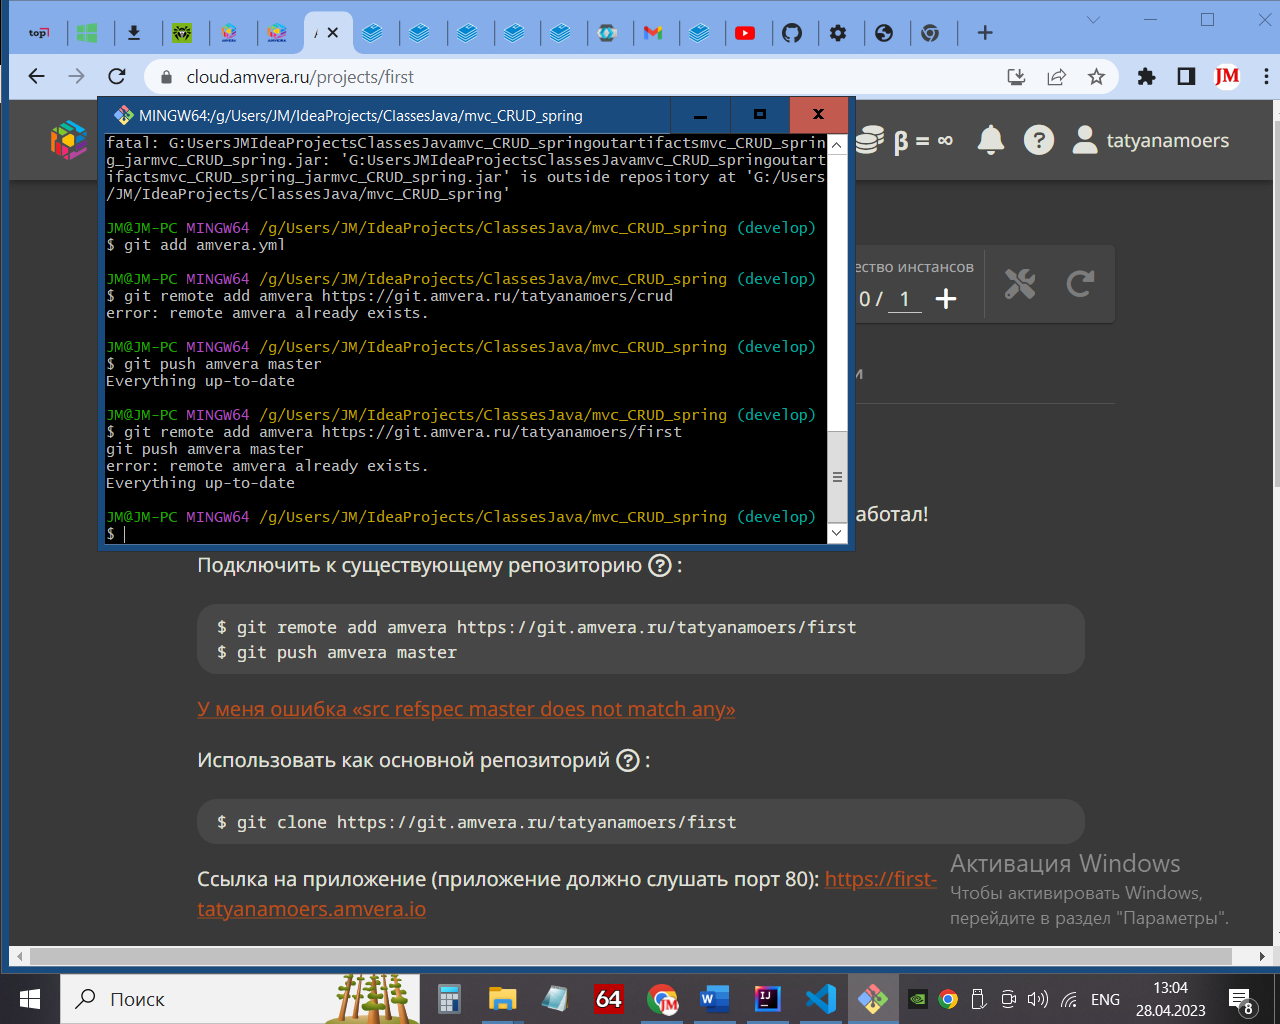 top
cloud.amvera.ru/projects/first
JM
MINGW64:/g/Users/JM/IdeaProjects/ClassesJava/mvc_CRUD_spring
fatal: G:UsersJMIdeaProjectsClassesJavamvc_CRUD_springoutartifactsmvc_CRUD_sprin
g_jarmvc_CRUD_spring.jar: 'G:UsersJMIdeaProjectsClassesJavamvc_CRUD_springoutart
ifactsmvc_CRUD_spring_jarmvc_CRUD_spring.jar' is outside repository at 'G:/Users
/JM/IdeaProjects/ClassesJava/mvc_CRUD_spring'
JM@JM-PC MINGW64 /g/Users/JM/IdeaProjects/ClassesJava/mvc_CRUD_spring (develop)
$ git add amvera.yml
JM@JM-PC MINGW64 /g/Users/JM/IdeaProjects/ClassesJava/mvc_CRUD_spring (develop)
$ git remote add amvera https://git.amvera.ru/tatyanamoers/crud
error: remote amvera already exists.
JM@JM-PC MINGW64 /g/Users/JM/IdeaProjects/ClassesJava/mvc_CRUD_spring (develop)
$ git push amvera master
Everything up-to-date
JM@JM-PC MINGW64 /g/Users/JM/IdeaProjects/ClassesJava/mvc_CRUD_spring (develop)
$ git remote add amvera https://git.amvera.ru/tatyanamoers/first
git push amvera master
error: remote amvera already exists.
Everything up-to-date
JM@JM-PC MINGW64 /g/Users/JM/IdeaProjects/ClassesJava/mvc_CRUD_spring (develop)
$
β = ∞
tatyanamoers
ество инстансов
0 / 1
и
аботал!
Подключить к существующему репозиторию ? :
$ git remote add amvera https://git.amvera.ru/tatyanamoers/first
$ git push amvera master
У меня ошибка «src refspec master does not match any»
Использовать как основной репозиторий ? :
$ git clone https://git.amvera.ru/tatyanamoers/first
Ссылка на приложение (приложение должно слушать порт 80): https://first-
tatyanamoers.amvera.io
Активация Windows
Чтобы активировать Windows,
перейдите в раздел "Параметры".
Поиск
64
ENG
13:04
28.04.2023
8